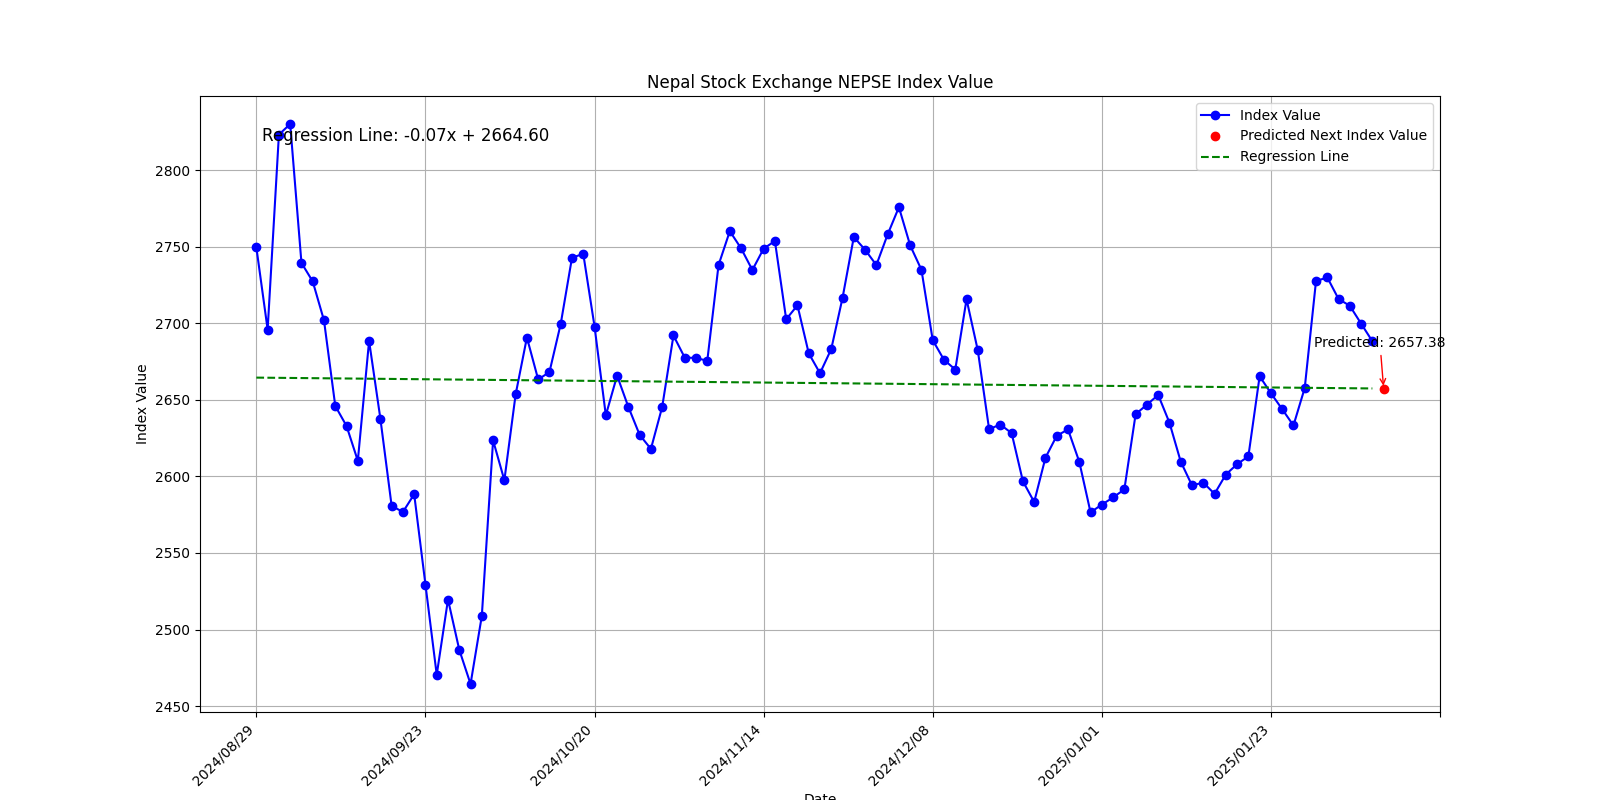 Nepal Stock Exchange NEPSE Index Value
Regression Line: -0.07x + 2664.60
Index Value
Predicted Next Index Value
Regression Line
2800
2750
2700
2650
2600
2550
2500
2450
Index Value
Predicted: 2657.38
2024/08/29
2024/09/23
2024/10/20
2024/11/14
2024/12/08
2025/01/01
2025/01/23
Date